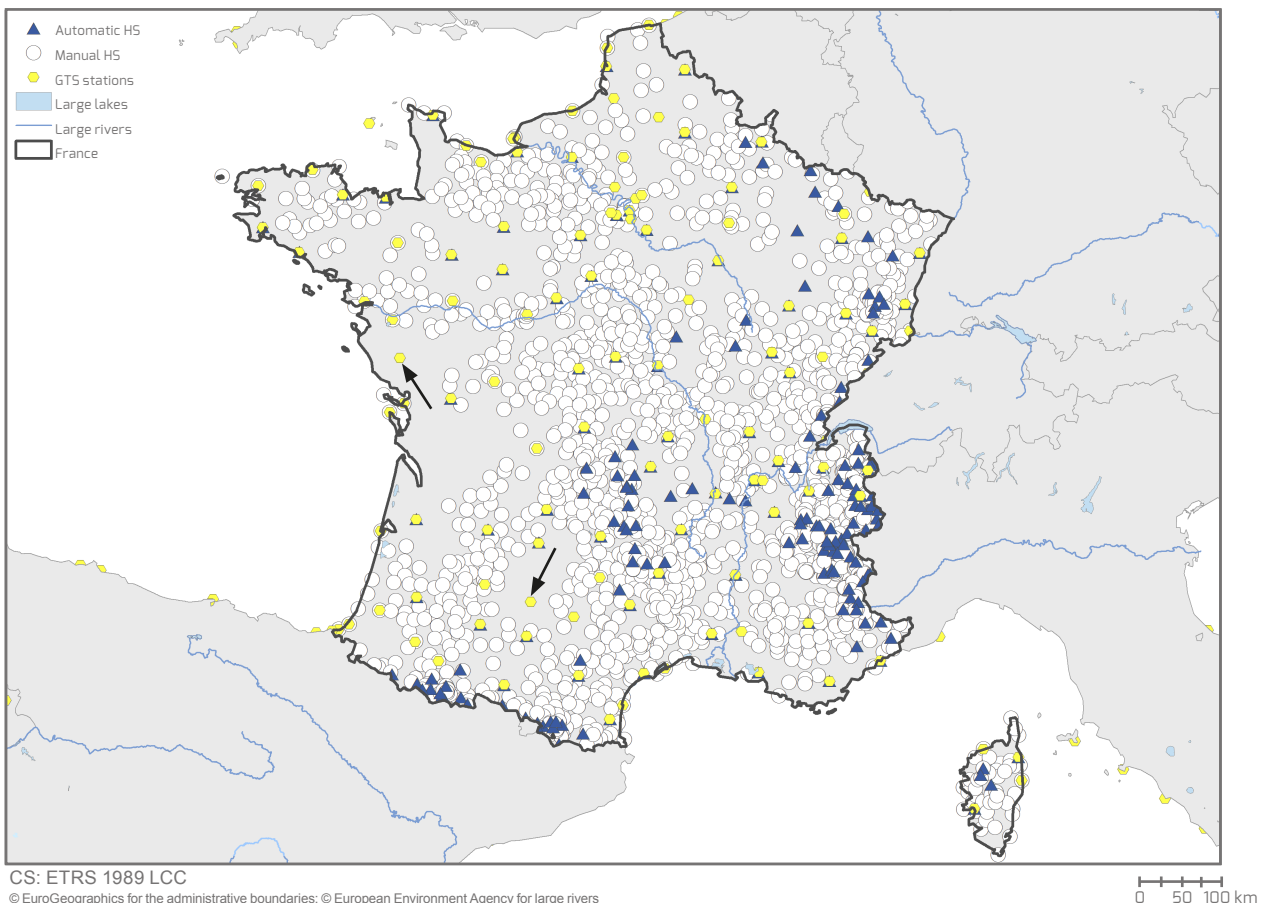 Automatic HS
Manual HS
GTS stations
Large lakes
Large rivers
France
CS: ETRS 1989 LCC
© EuroGeographics for the administrative boundaries; © European Environment Agency for large rivers
0 50 100 km